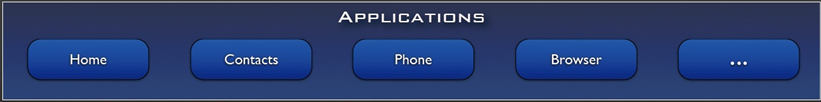 APPLICATIONS
Home Contacts Phone Browser ...